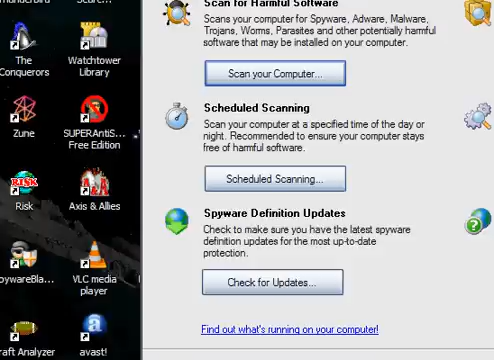 Scan for Harmful Software
Scans your computer for Spyware, Adware, Malware,
Trojans, Worms, Parasites and other potentially harmful
software that may be installed on your computer.
Scan your Computer...
Scheduled Scanning
Scan your computer at a specified time of the day or
night. Recommended to ensure your computer stays
free of harmful software.
Scheduled Scanning...
Spyware Definition Updates
Check to make sure you have the latest spyware
definition updates for the most up-to-date
protection.
Check for Updates...
Find out what's running on your computer!
The
Conquerors
Watchtower
Library
Zune
SUPERAntiS...
Free Edition
RISK
Risk
Axis & Allies
pywareBla...
VLC media
player
raft Analyzer
avast!